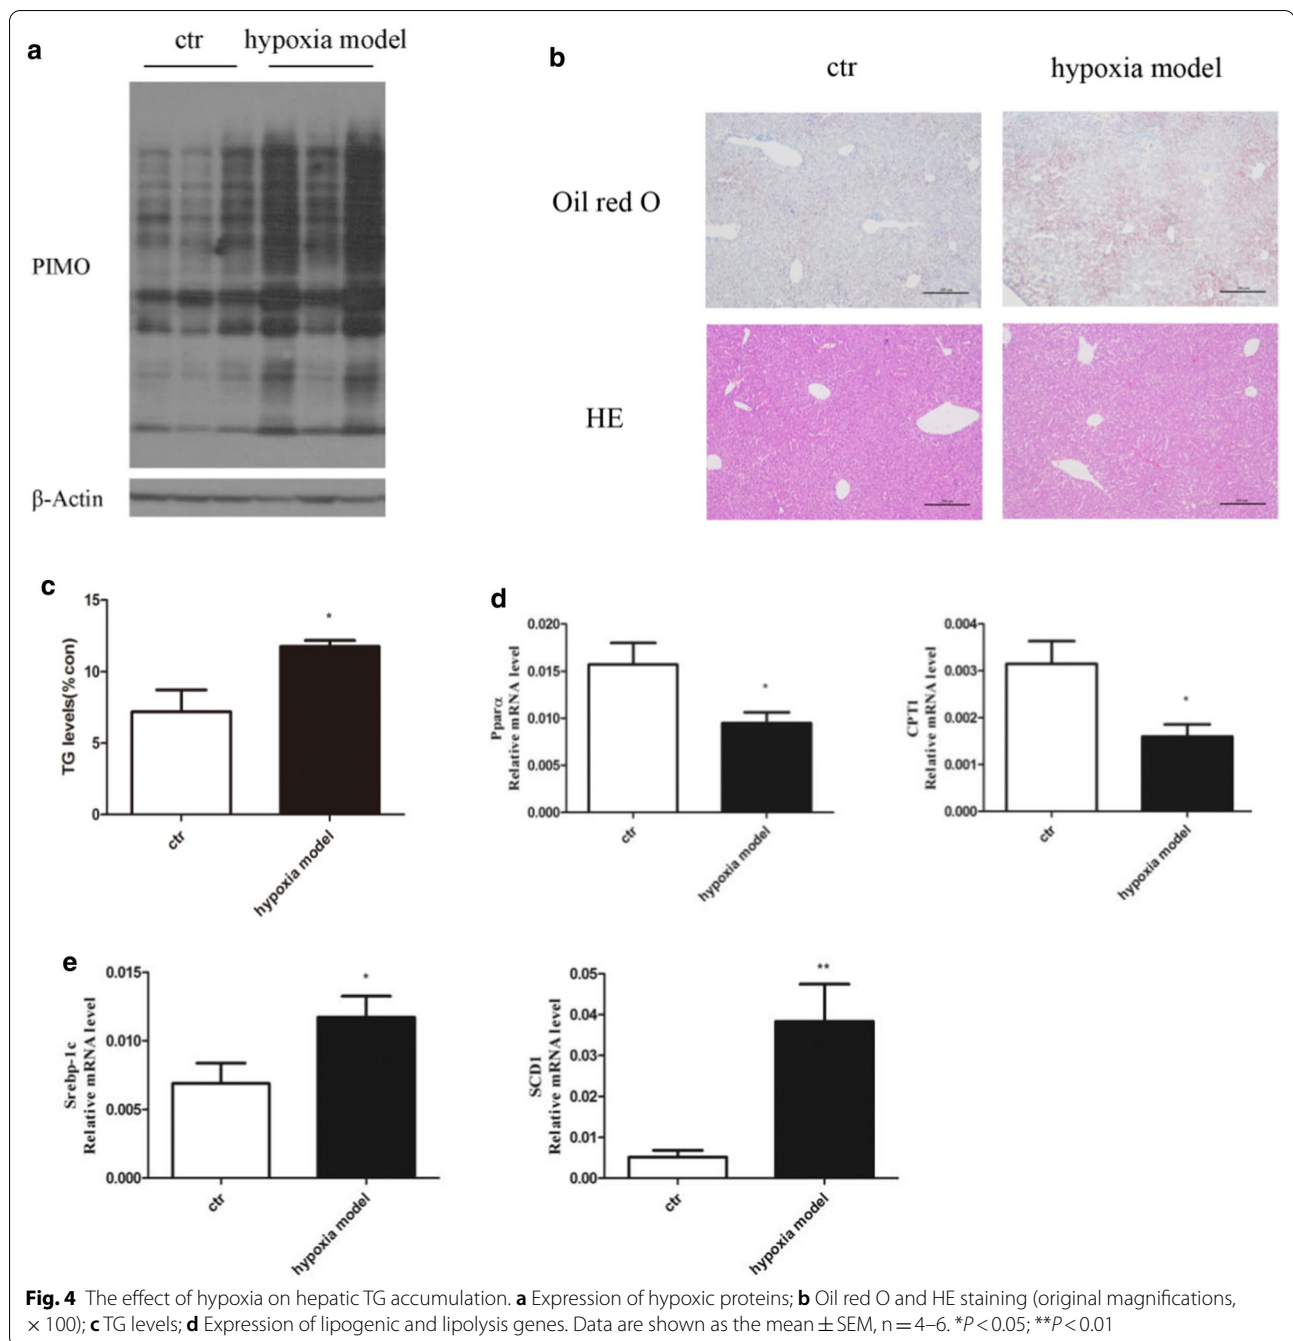 a
ctr hypoxia model
PIMO
β-Actin
b
ctr hypoxia model
Oil red O
HE
c
TG levels(%con)
15
10
5
0
ctr
hypoxia model
*
d
Pparα
Relative mRNA level
0.020
0.015
0.010
0.005
0.000
ctr
hypoxia model
*
CPT1
Relative mRNA level
0.004
0.003
0.002
0.001
0.000
ctr
hypoxia model
*
e
Srebp-1c
Relative mRNA level
0.015
0.010
0.005
0.000
ctr
hypoxia model
*
SCD1
Relative mRNA level
0.05
0.04
0.03
0.02
0.01
0.00
ctr
hypoxia model
**
Fig. 4 The effect of hypoxia on hepatic TG accumulation. a Expression of hypoxic proteins; b Oil red O and HE staining (original magnifications,
× 100); c TG levels; d Expression of lipogenic and lipolysis genes. Data are shown as the mean ± SEM, n = 4–6. *P < 0.05; **P < 0.01